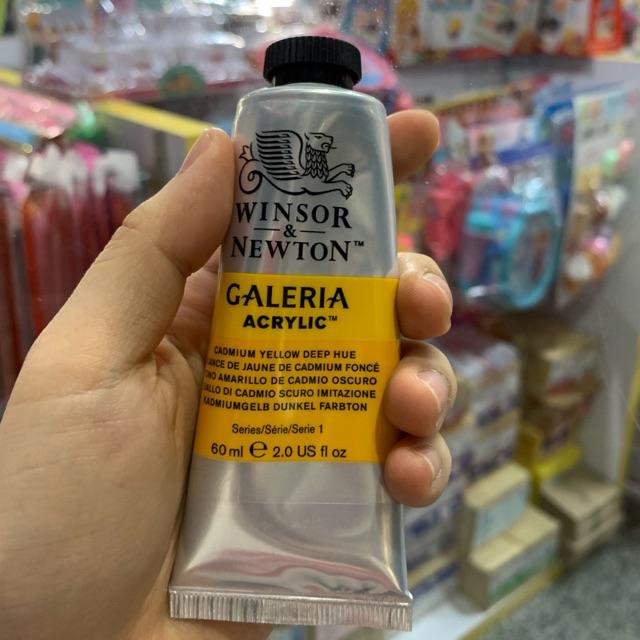 WINSOR
&
NEWTON™
GALERIA
ACRYLIC™
CADMIUM YELLOW DEEP HUE
DE JAUNE DE CADMIUM FONCÉ
AMARILLO DE CADMIO OSCURO
DI CADMIO SCURO IMITAZIONE
KADMIUMGELB DUNKEL FARBTON
Series/Série/Serie 1
60 ml ℮ 2.0 US fl oz